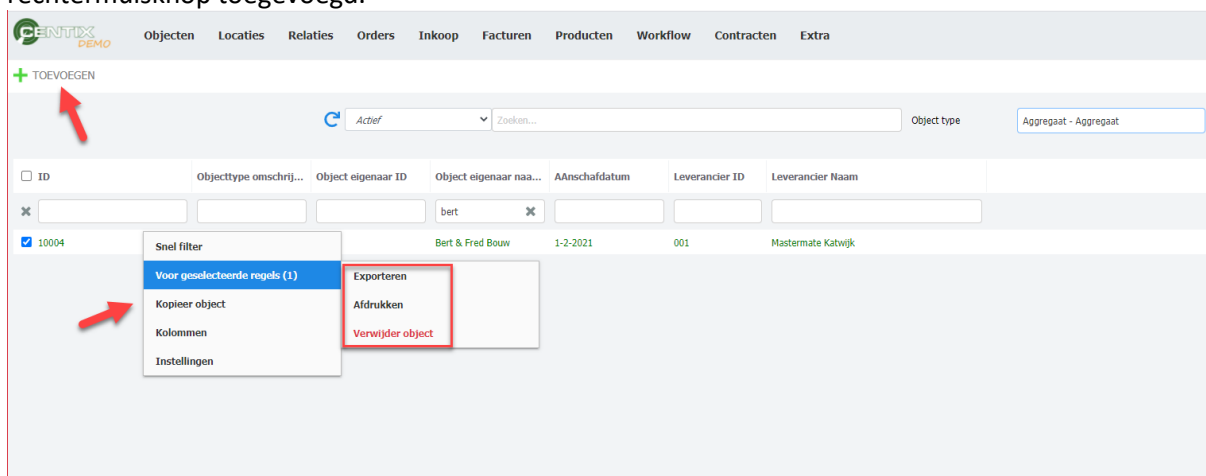 rechtermuisknop toegevoegd.
CENTIX DEMO Objecten Locaties Relaties Orders Inkoop Facturen Producten Workflow Contracten Extra
TOEVOEGEN
Actief Zoeken... Object type Aggregaat - Aggregaat
ID Objecttype omschrij... Object eigenaar ID Object eigenaar naa... AAnschafdatum Leverancier ID Leverancier Naam
bert
10004 Bert & Fred Bouw 1-2-2021 001 Mastermate Katwijk
Snel filter
Voor geselecteerde regels (1) Exporteren
Kopieer object Afdrukken
Kolommen Verwijder object
Instellingen